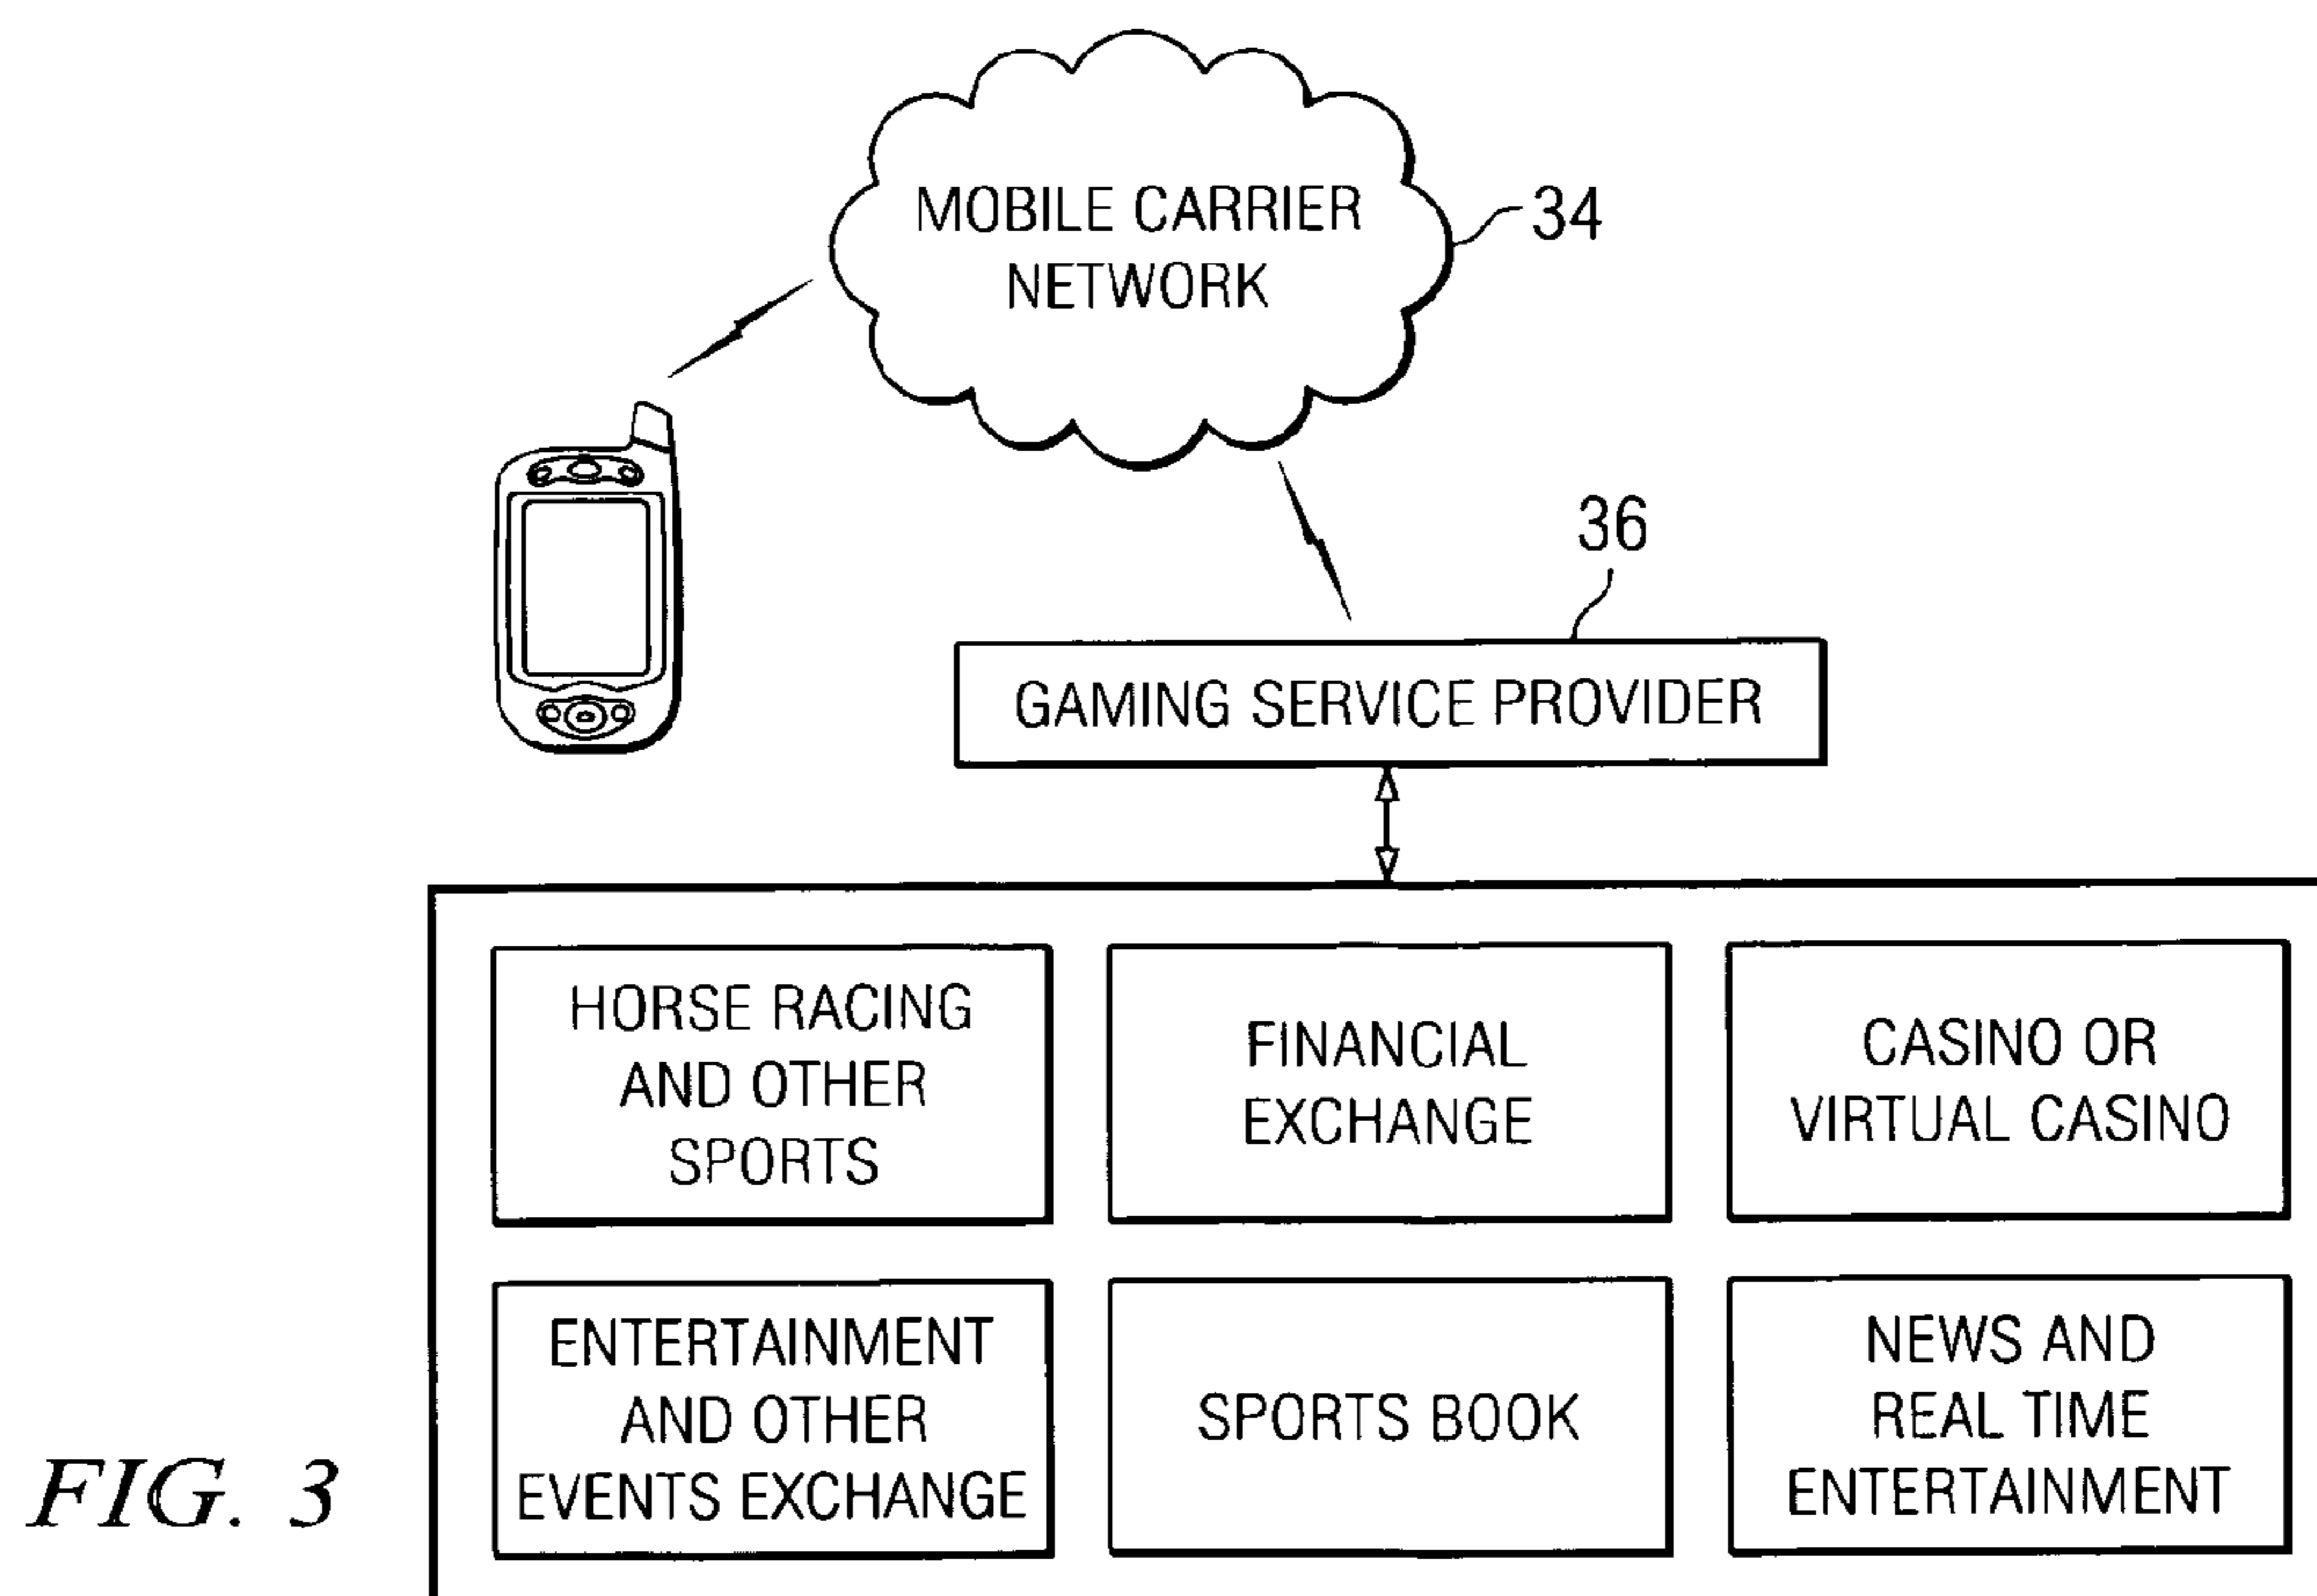 MOBILE CARRIER
NETWORK
34
36
GAMING SERVICE PROVIDER
HORSE RACING
AND OTHER
SPORTS
FINANCIAL
EXCHANGE
CASINO OR
VIRTUAL CASINO
ENTERTAINMENT
AND OTHER
EVENTS EXCHANGE
SPORTS BOOK
NEWS AND
REAL TIME
ENTERTAINMENT
FIG. 3